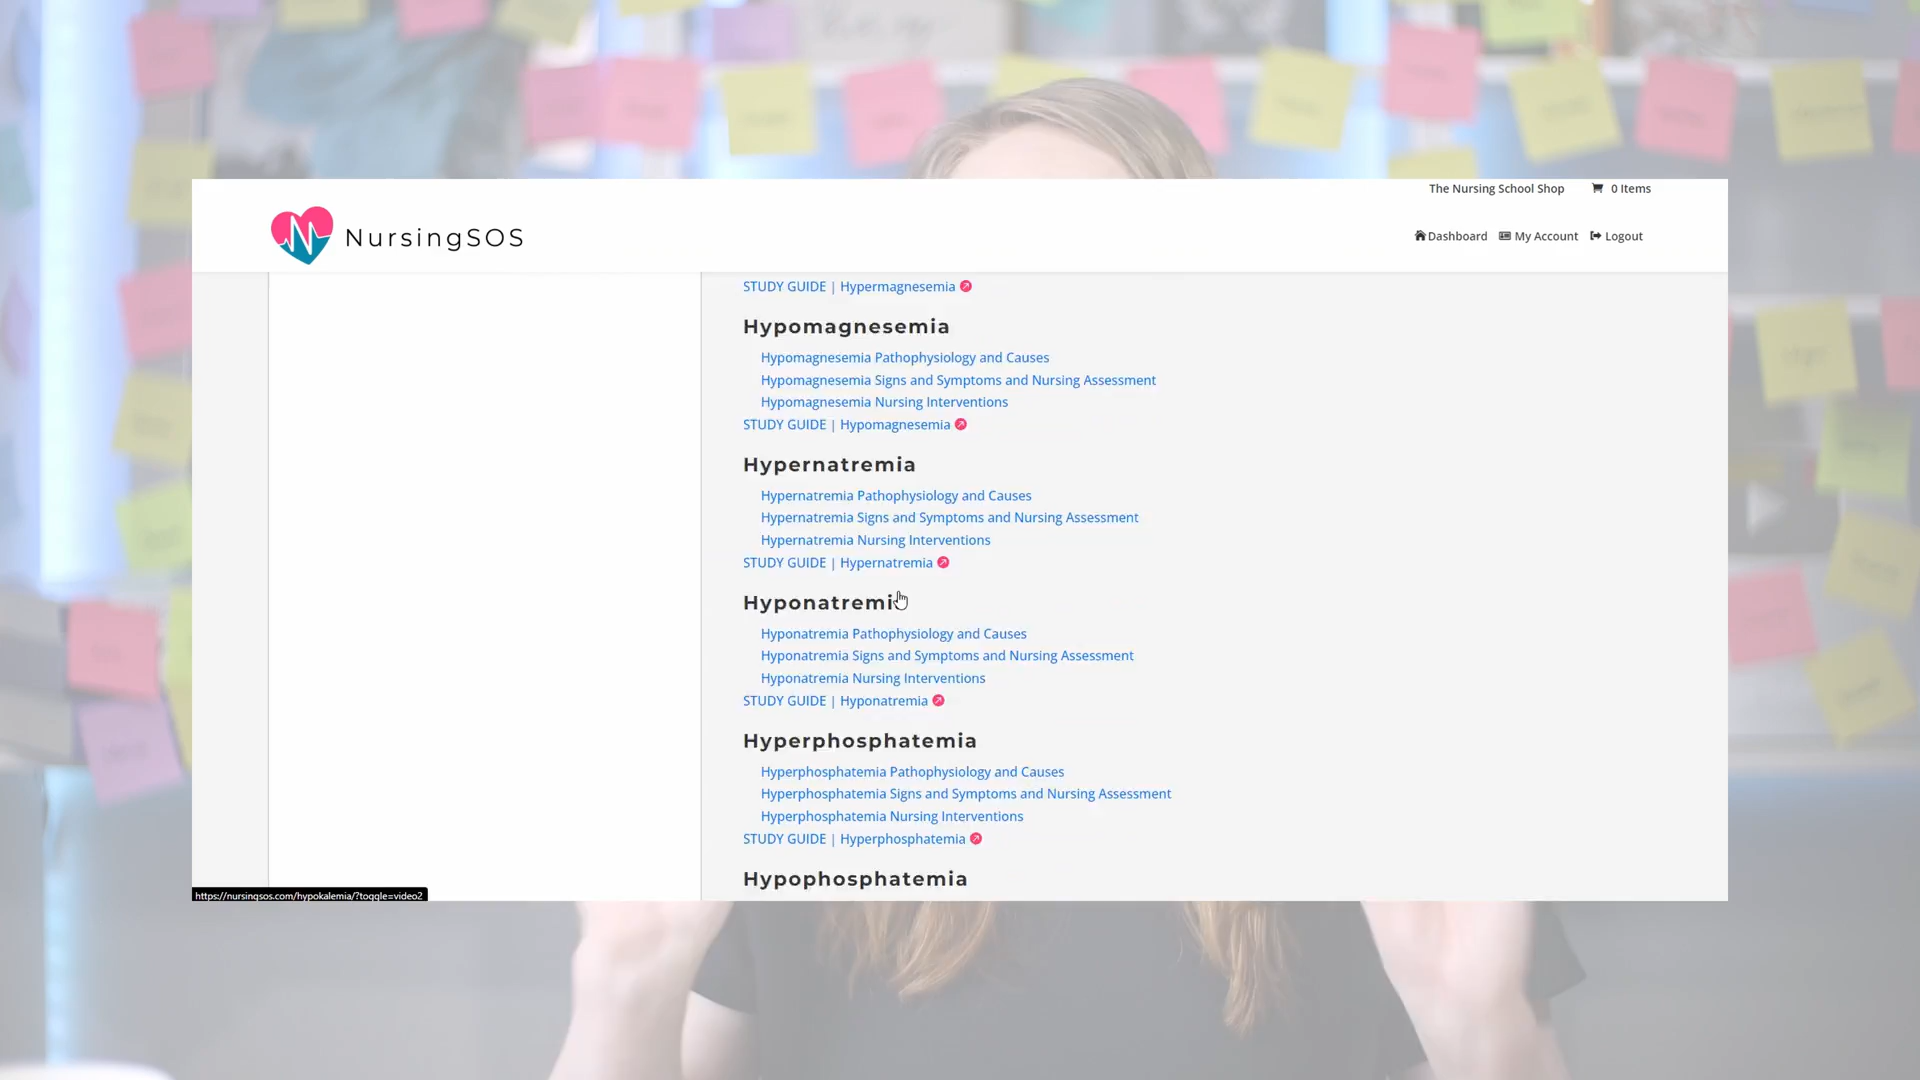 The Nursing School Shop 0 Items
NursingSOS
Dashboard My Account Logout
STUDY GUIDE | Hypermagnesemia
Hypomagnesemia
Hypomagnesemia Pathophysiology and Causes
Hypomagnesemia Signs and Symptoms and Nursing Assessment
Hypomagnesemia Nursing Interventions
STUDY GUIDE | Hypomagnesemia
Hypernatremia
Hypernatremia Pathophysiology and Causes
Hypernatremia Signs and Symptoms and Nursing Assessment
Hypernatremia Nursing Interventions
STUDY GUIDE | Hypernatremia
Hyponatremi
Hyponatremia Pathophysiology and Causes
Hyponatremia Signs and Symptoms and Nursing Assessment
Hyponatremia Nursing Interventions
STUDY GUIDE | Hyponatremia
Hyperphosphatemia
Hyperphosphatemia Pathophysiology and Causes
Hyperphosphatemia Signs and Symptoms and Nursing Assessment
Hyperphosphatemia Nursing Interventions
STUDY GUIDE | Hyperphosphatemia
Hypophosphatemia
https://nursingsos.com/hypokalemia/?toggle=video2